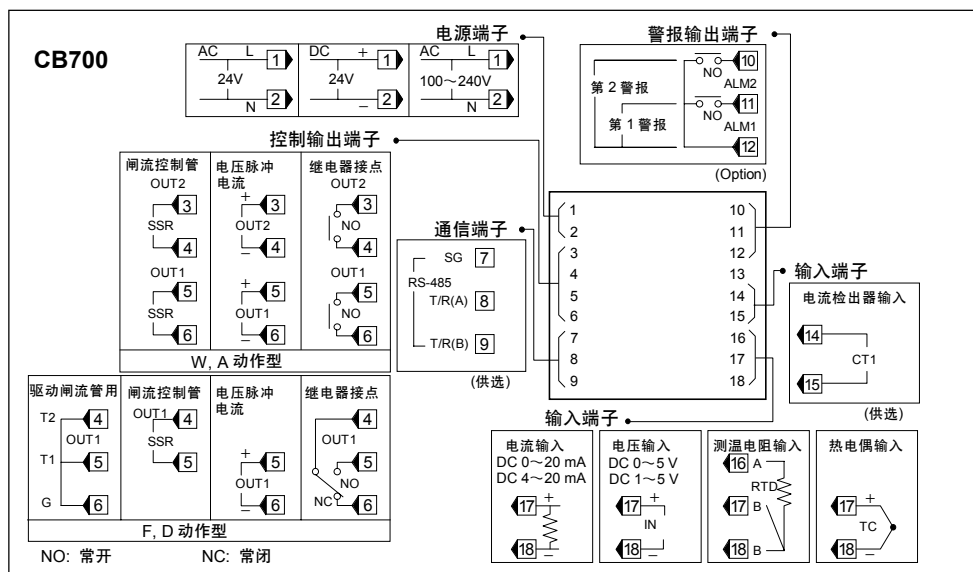 CB700
电源端子
AC L 1
24V
N 2
DC + 1
24V
− 2
AC L 1
100～240V
N 2
警报输出端子
10
NO
ALM2
第 2 警报
11
NO
第 1 警报
ALM1
12
(Option)
控制输出端子
闸流控制管
OUT2
3
SSR
4
OUT1
5
SSR
6
电压脉冲
电流
+ 3
OUT2
− 4
+ 5
OUT1
− 6
继电器接点
OUT2
3
NO
4
OUT1
5
NO
6
W, A 动作型
通信端子
SG 7
RS-485
T/R(A) 8
T/R(B) 9
(供选)
1
2
3
4
5
6
7
8
9
10
11
12
13
14
15
16
17
18
输入端子
电流检出器输入
14
CT1
15
(供选)
驱动闸流管用
T2 4
OUT1
T1 5
G 6
闸流控制管
OUT1 4
SSR
5
电压脉冲
电流
+ 5
OUT1
− 6
继电器接点
4
OUT1
5
NO
NC 6
F, D 动作型
NO: 常开 NC: 常闭
输入端子
电流输入
DC 0～20 mA
DC 4～20 mA
17 +
18 −
电压输入
DC 0～5 V
DC 1～5 V
17 +
IN
18 −
测温电阻输入
16 A
RTD
17 B
18 B
热电偶输入
17 +
TC
18 −